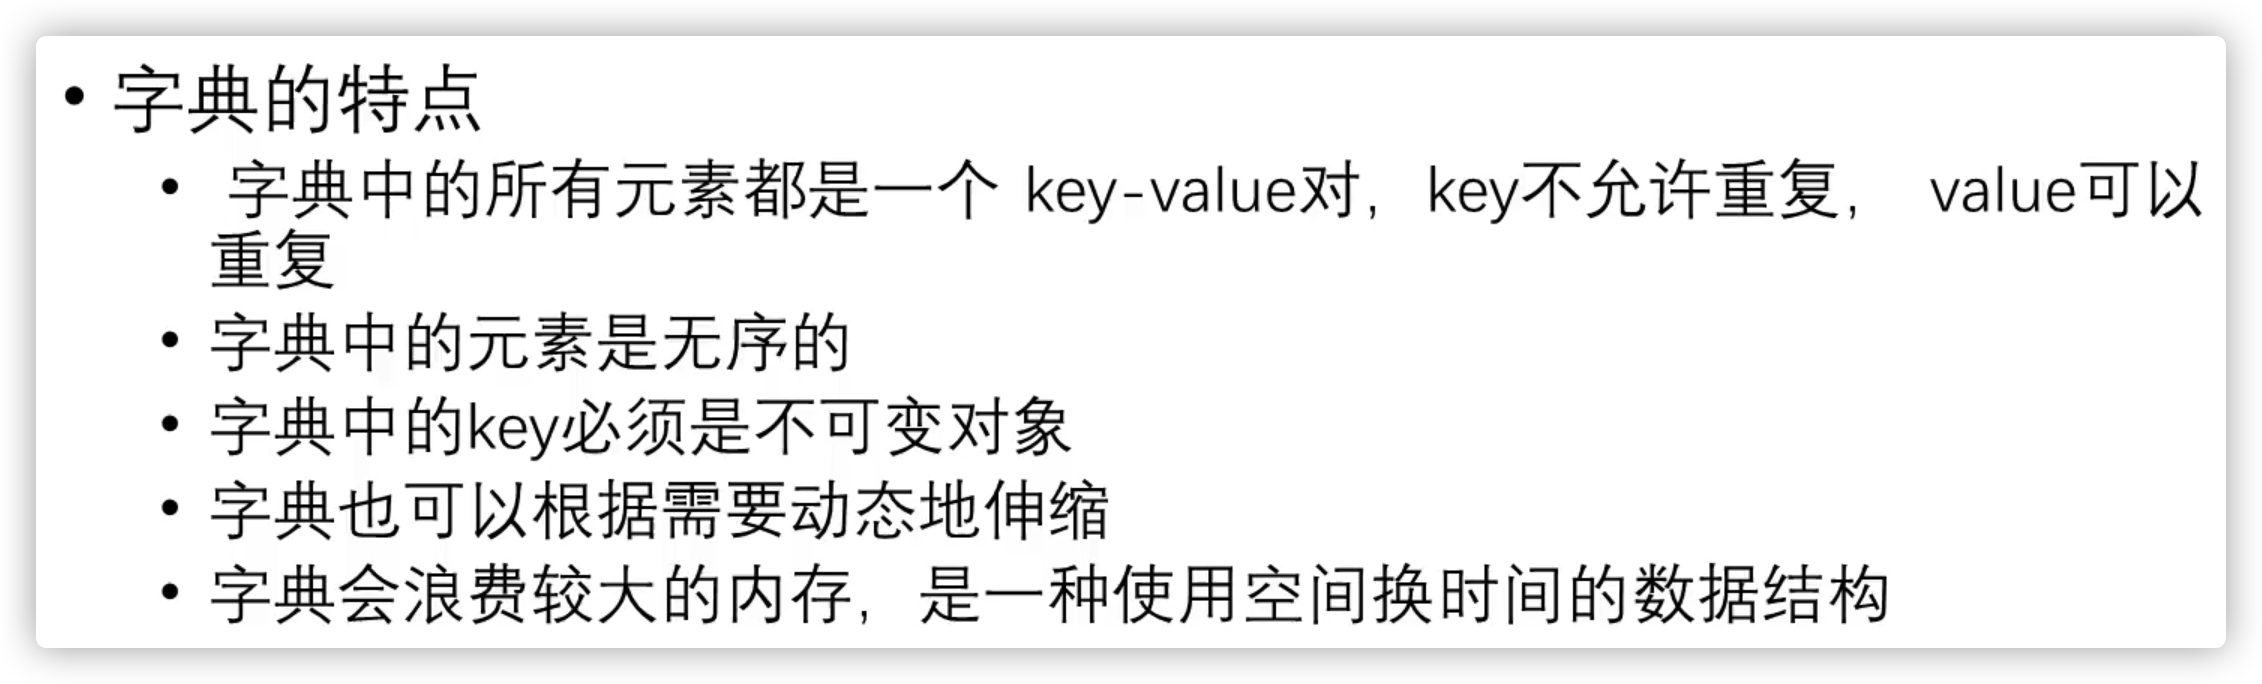 • 字典的特点
• 字典中的所有元素都是一个 key-value对，key不允许重复， value可以
重复
• 字典中的元素是无序的
• 字典中的key必须是不可变对象
• 字典也可以根据需要动态地伸缩
• 字典会浪费较大的内存，是一种使用空间换时间的数据结构